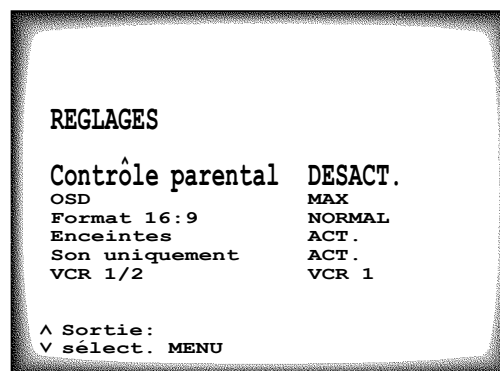 REGLAGES
Contrôle parental DESACT.
OSD MAX
Format 16:9 NORMAL
Enceintes ACT.
Son uniquement ACT.
VCR 1/2 VCR 1
∧ Sortie:
∨ sélect. MENU